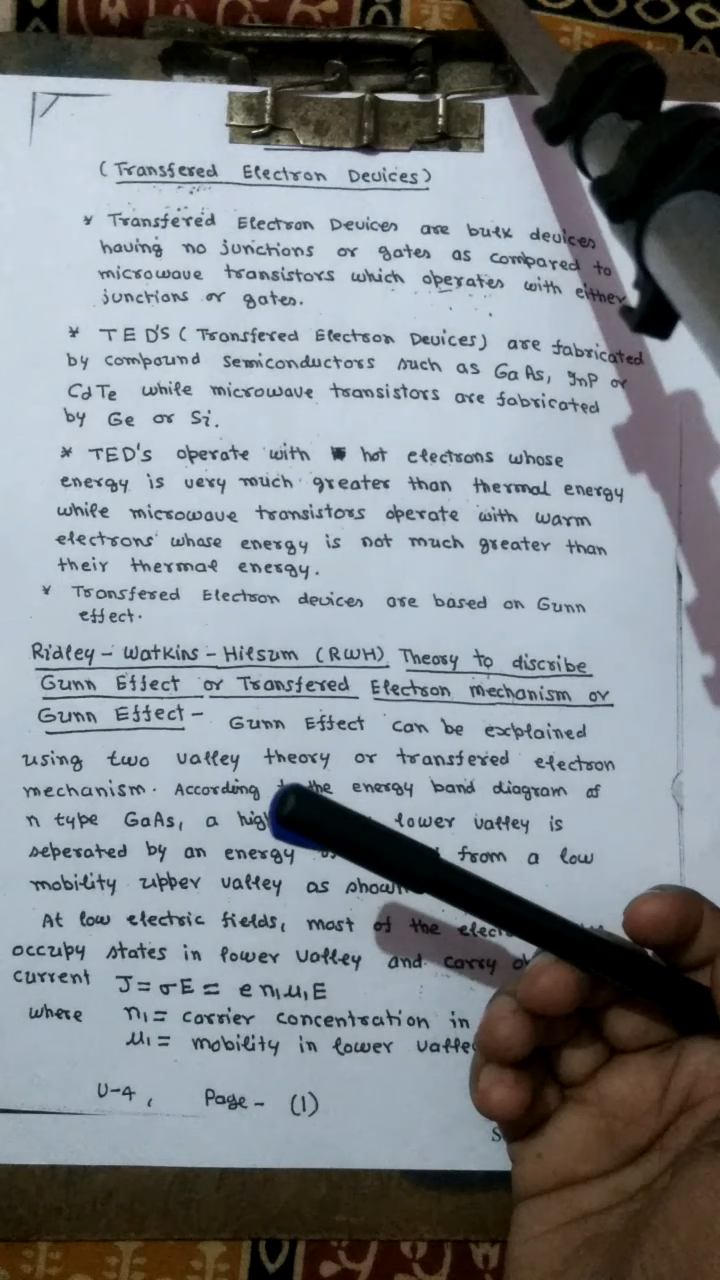 (Transfered Electron Devices)
* Transfered Electron Devices are bulk devices
having no junctions or gates as compared to
microwave transistors which operates with either
junctions or gates.
* TED'S (Transfered Electron Devices) are fabricated
by compound semiconductors such as GaAs, InP or
CdTe while microwave transistors are fabricated
by Ge or Si.
* TED's operate with hot electrons whose
energy is very much greater than thermal energy
while microwave transistors operate with warm
electrons whose energy is not much greater than
their thermal energy.
* Transfered Electron devices are based on Gunn
effect.
Ridley-Watkins-Hilsum (RWH) Theory to discribe
Gunn Effect or Transfered Electron mechanism or
Gunn Effect- Gunn Effect can be explained
using two valley theory or transfered electron
mechanism. According the energy band diagram of
n type GaAs, a lower valley is
seperated by an energy from a low
mobility upper valley as
At low electric fields, most of the
occupy states in lower valley and carry
current J=σE= en1μ1E
where n1= carrier concentration in
μ1= mobility in lower
U-4, Page- (1)